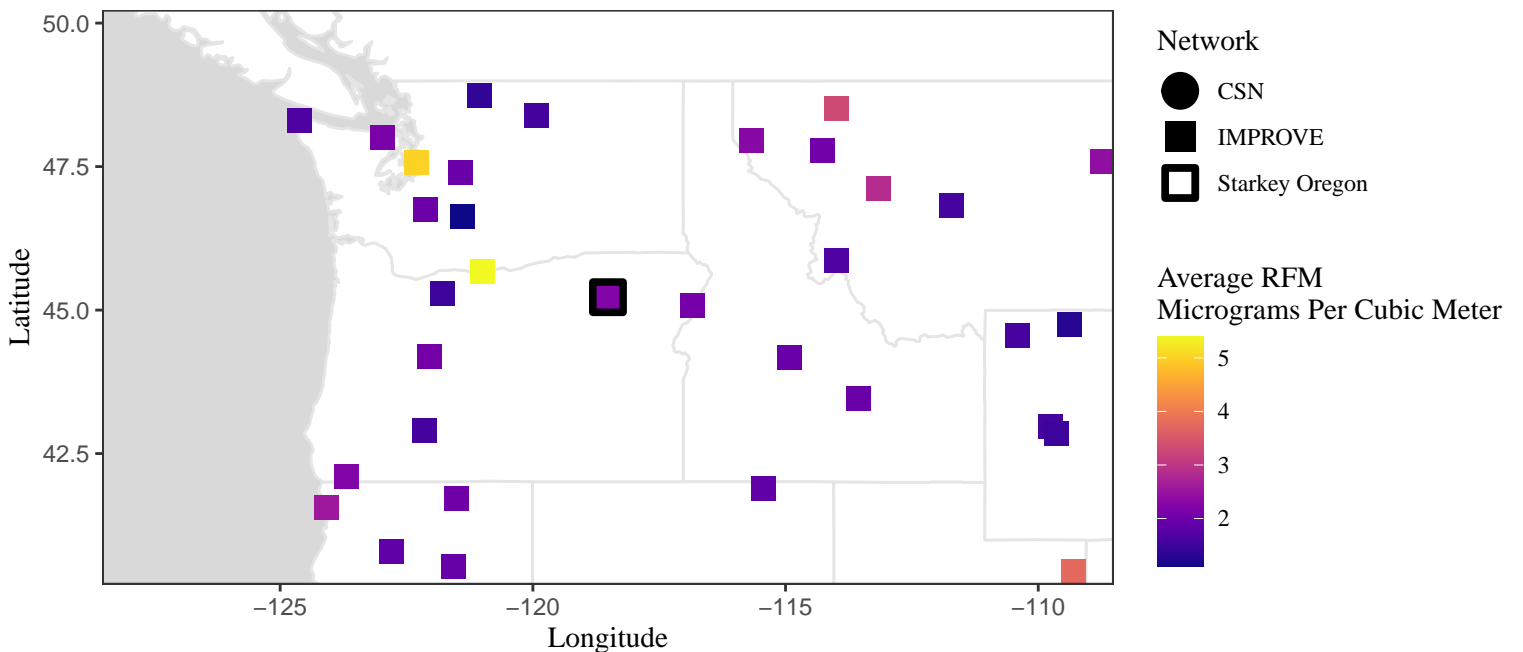 50.0
47.5
45.0
42.5
Latitude
−125
−120
−115
−110
Longitude
Network
CSN
IMPROVE
Starkey Oregon
Average RFM
Micrograms Per Cubic Meter
5
4
3
2